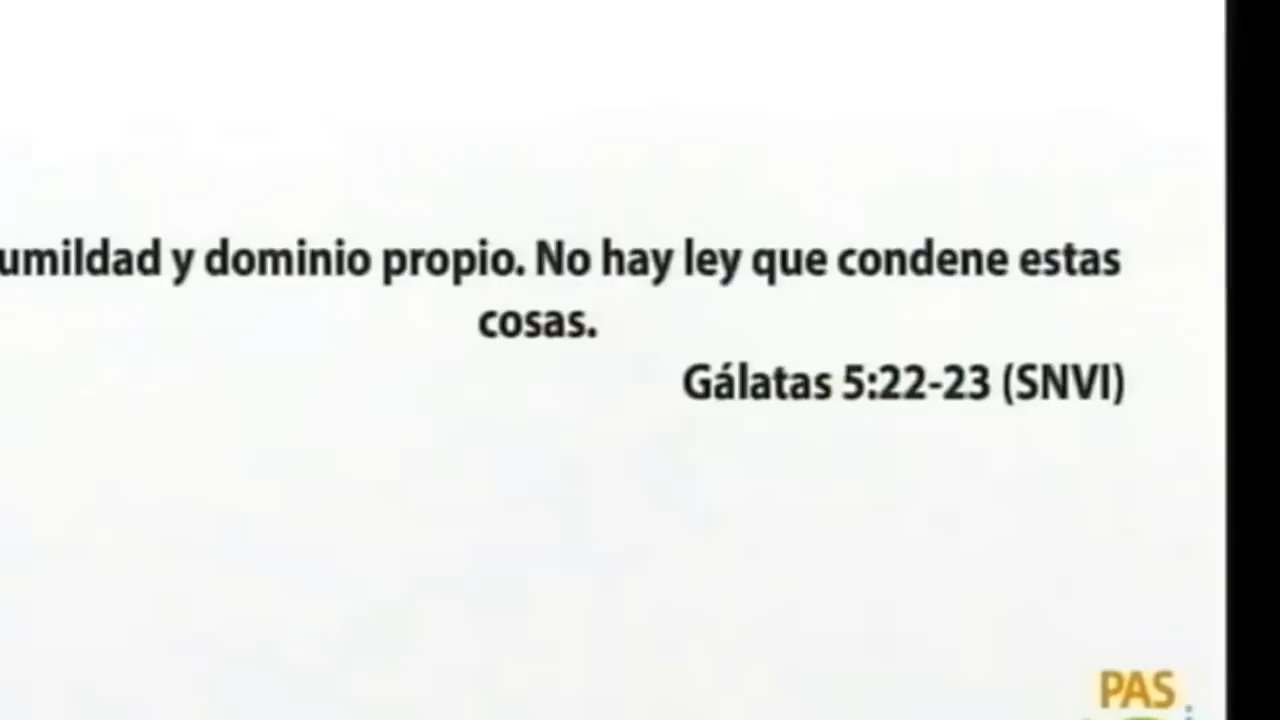 umildad y dominio propio. No hay ley que condene estas
cosas.
Gálatas 5:22-23 (SNVI)
PAS